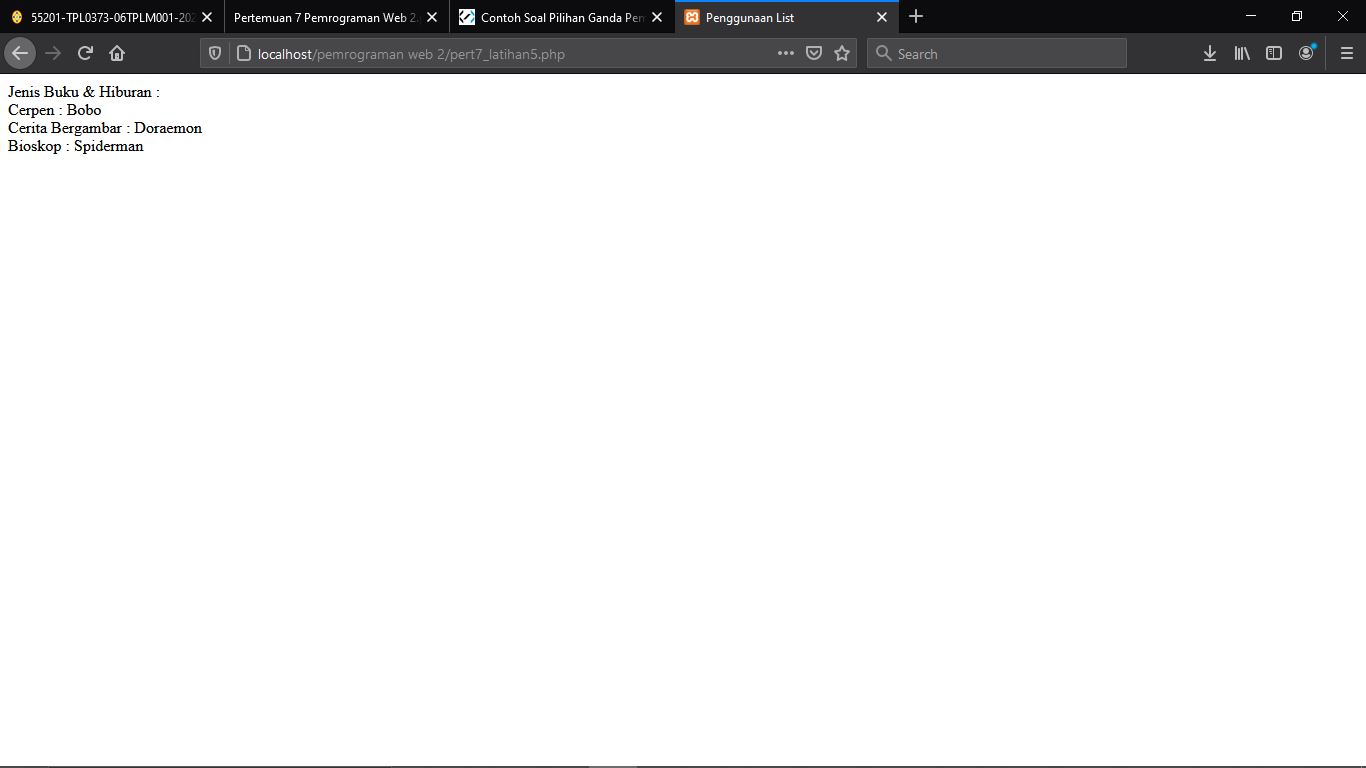 55201-TPL0373-06TPLM001-202
Pertemuan 7 Pemrograman Web 2.
Contoh Soal Pilihan Ganda Pem
Penggunaan List
localhost/pemrograman web 2/pert7_latihan5.php
Search
Jenis Buku & Hiburan :
Cerpen : Bobo
Cerita Bergambar : Doraemon
Bioskop : Spiderman